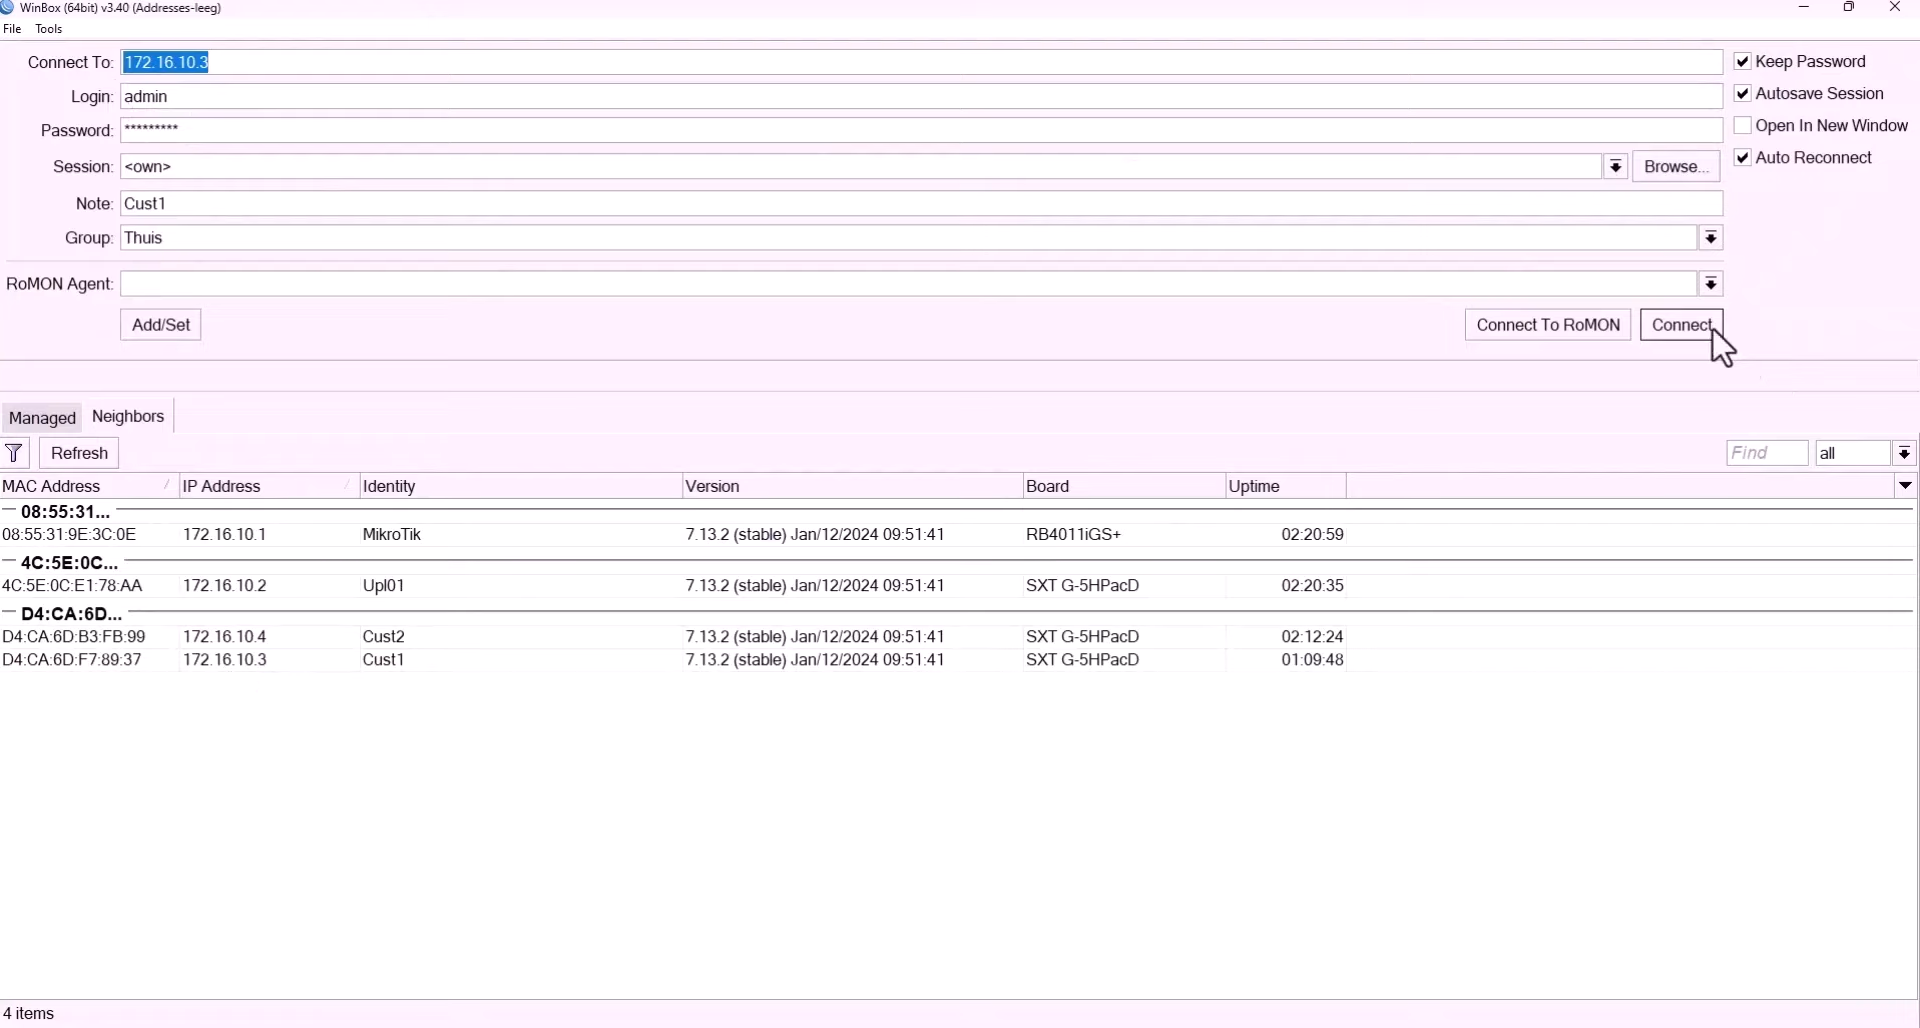 WinBox (64bit) v3.40 (Addresses-leeg)
File Tools
Connect To: 172.16.10.3
Keep Password
Login: admin
Autosave Session
Password: *********
Open In New Window
Session: <own> Browse...
Auto Reconnect
Note: Cust1
Group: Thuis
RoMON Agent:
Add/Set Connect To RoMON Connect
Managed Neighbors
Refresh Find all
MAC Address IP Address Identity Version Board Uptime
08:55:31...
08:55:31:9E:3C:0E 172.16.10.1 MikroTik 7.13.2 (stable) Jan/12/2024 09:51:41 RB4011iGS+ 02:20:59
4C:5E:0C...
4C:5E:0C:E1:78:AA 172.16.10.2 Upl01 7.13.2 (stable) Jan/12/2024 09:51:41 SXT G-5HPacD 02:20:35
D4:CA:6D...
D4:CA:6D:B3:FB:99 172.16.10.4 Cust2 7.13.2 (stable) Jan/12/2024 09:51:41 SXT G-5HPacD 02:12:24
D4:CA:6D:F7:89:37 172.16.10.3 Cust1 7.13.2 (stable) Jan/12/2024 09:51:41 SXT G-5HPacD 01:09:48
4 items